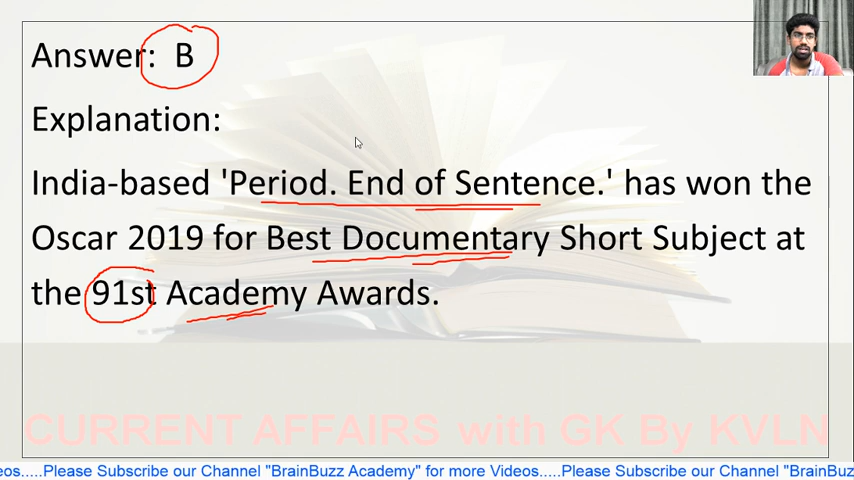 Answer: B
Explanation:
India-based 'Period. End of Sentence.' has won the
Oscar 2019 for Best Documentary Short Subject at
the 91st Academy Awards.
CURRENT AFFAIRS with GK By KVLN
eos.....Please Subscribe our Channel "BrainBuzz Academy" for more Videos.....Please Subscribe our Channel "BrainBuz